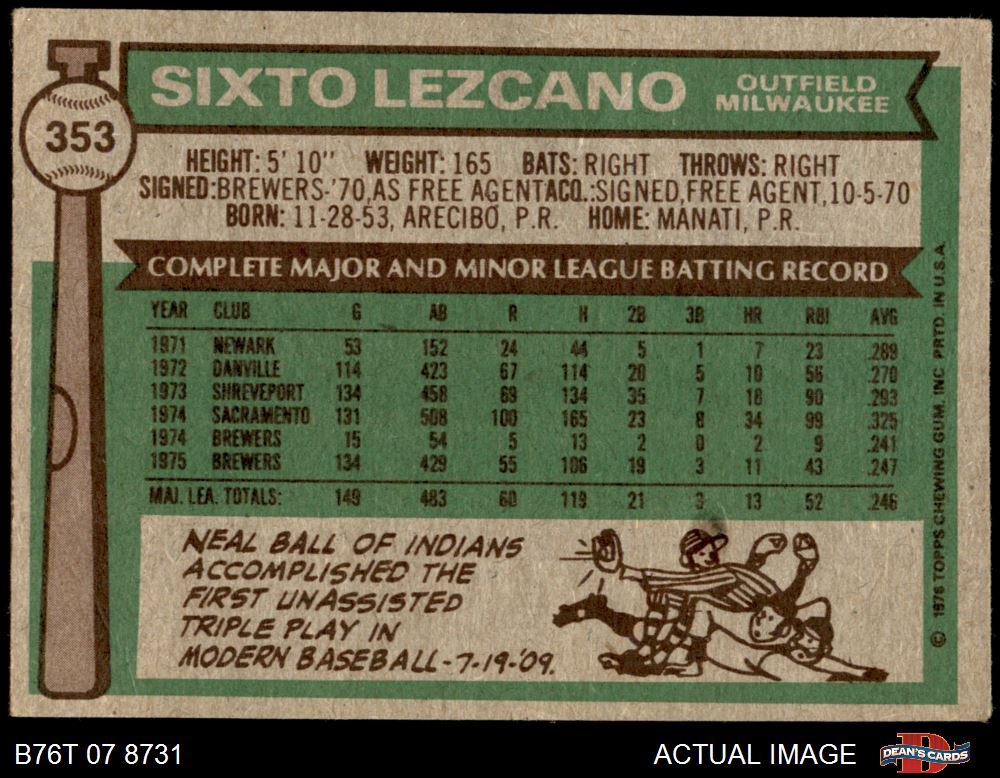 SIXTO LEZCANO
OUTFIELD
MILWAUKEE
353
HEIGHT: 5' 10" WEIGHT: 165 BATS: RIGHT THROWS: RIGHT
SIGNED:BREWERS-'70,AS FREE AGENTACQ.:SIGNED,FREE AGENT,10-5-70
BORN: 11-28-53, ARECIBO, P.R. HOME: MANATI, P.R.
COMPLETE MAJOR AND MINOR LEAGUE BATTING RECORD
YEAR CLUB G AB R H 2B 3B HR RBI AVG
1971 NEWARK 53 152 24 44 5 1 7 23 .289
1972 DANVILLE 114 423 67 114 20 5 10 56 .270
1973 SHREVEPORT 134 458 69 134 35 7 18 90 .293
1974 SACRAMENTO 131 508 100 165 23 8 34 99 .325
1974 BREWERS 15 54 5 13 2 0 2 9 .241
1975 BREWERS 134 429 55 106 19 3 11 43 .247
MAJ. LEA. TOTALS: 149 483 60 119 21 3 13 52 .246
NEAL BALL OF INDIANS
ACCOMPLISHED THE
FIRST UNASSISTED
TRIPLE PLAY IN
MODERN BASEBALL-7-19-'09.
© 1976 TOPPS CHEWING GUM, INC PRTD. IN U.S.A.
B76T 07 8731
ACTUAL IMAGE
DEAN'S CARDS